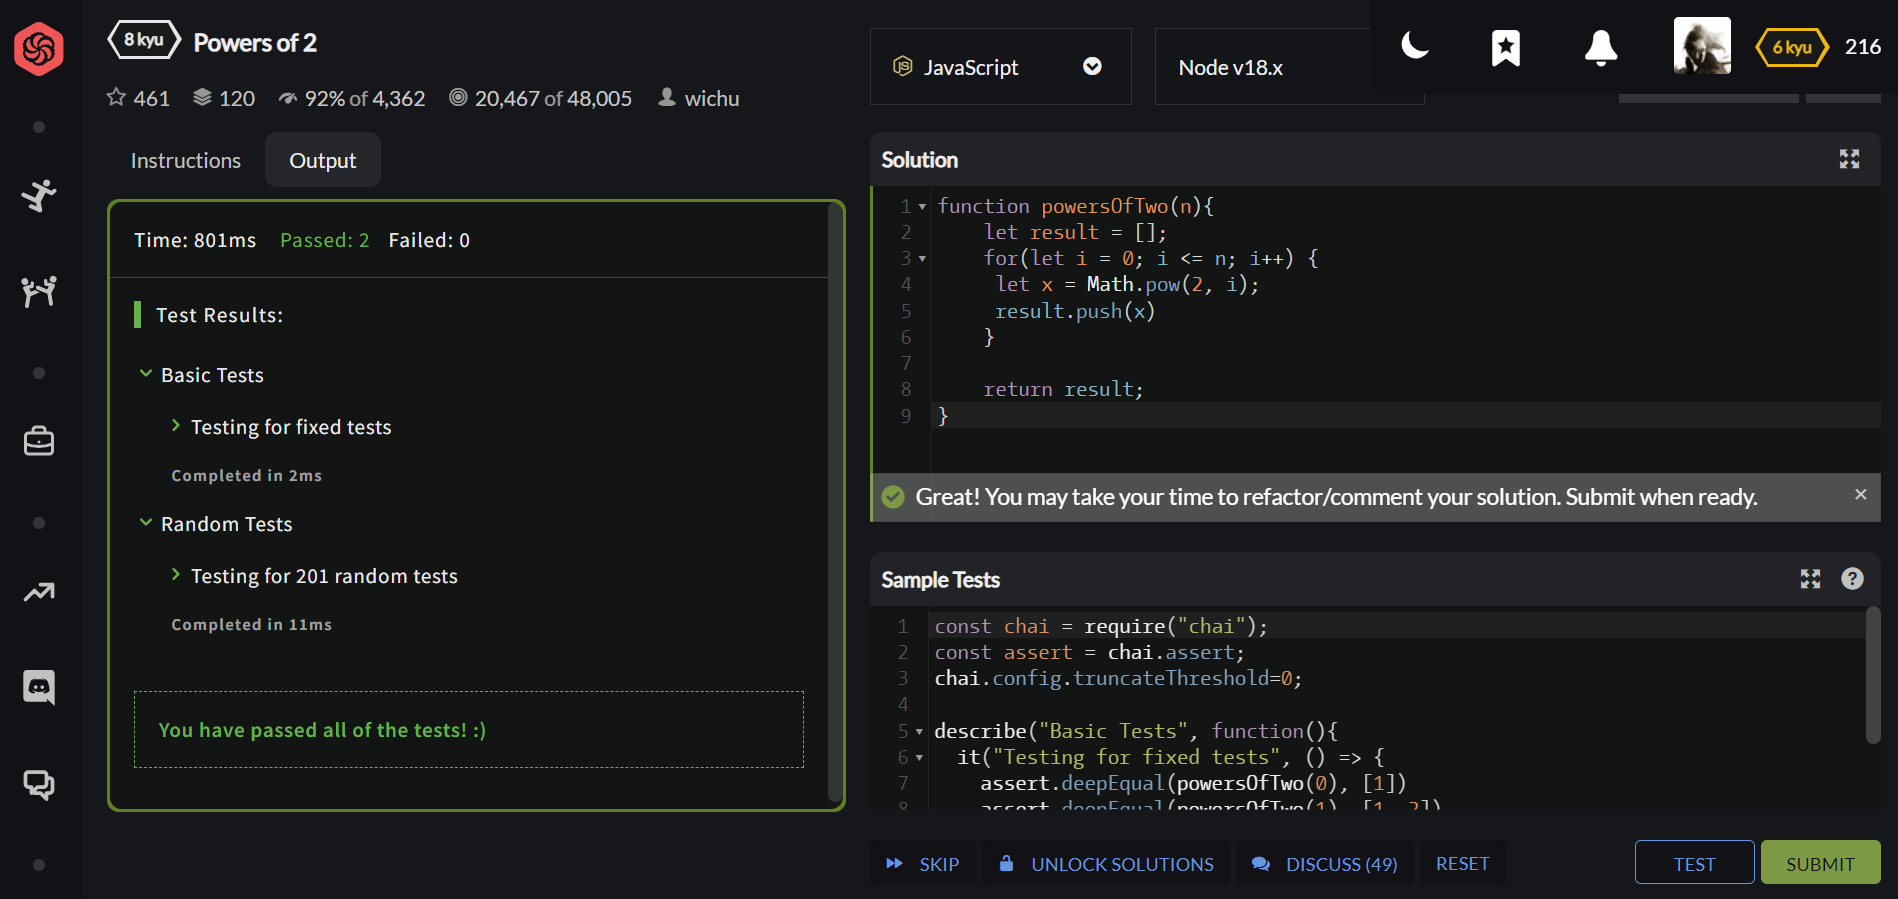 8 kyu
Powers of 2
461 120 92% of 4,362 20,467 of 48,005 wichu
JavaScript
Node v18.x
6 kyu
216
Instructions
Output
Time: 801ms Passed: 2 Failed: 0
Test Results:
Basic Tests
Testing for fixed tests
Completed in 2ms
Random Tests
Testing for 201 random tests
Completed in 11ms
You have passed all of the tests! :)
Solution
1 function powersOfTwo(n){
2 let result = [];
3 for(let i = 0; i <= n; i++) {
4 let x = Math.pow(2, i);
5 result.push(x)
6 }
7
8 return result;
9 }
Great! You may take your time to refactor/comment your solution. Submit when ready.
Sample Tests
1 const chai = require("chai");
2 const assert = chai.assert;
3 chai.config.truncateThreshold=0;
4
5 describe("Basic Tests", function(){
6 it("Testing for fixed tests", () => {
7 assert.deepEqual(powersOfTwo(0), [1])
8 assert.deepEqual(powersOfTwo(1), [1, 2])
SKIP
UNLOCK SOLUTIONS
DISCUSS (49)
RESET
TEST
SUBMIT